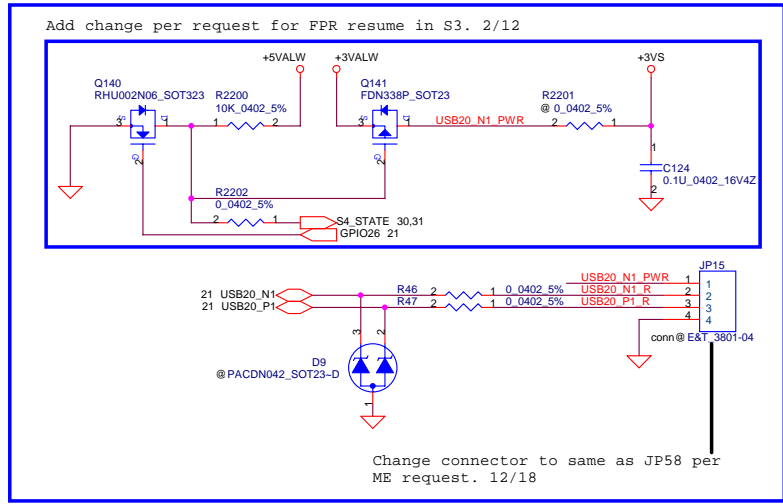 Add change per request for FPR resume in S3. 2/12
+5VALW
+3VALW
+3VS
Q140
RHU002N06_SOT323
R2200
10K_0402_5%
Q141
FDN338P_SOT23
R2201
@ 0_0402_5%
3
S
D
1
1
2
3
S
D
1
USB20_N1_PWR
2
1
G
2
G
2
1
C124
0.1U_0402_16V4Z
2
R2202
0_0402_5%
2
1
S4_STATE 30,31
GPIO26 21
JP15
USB20_N1_PWR
1
1
21 USB20_N1
R46
2
1
0_0402_5%
USB20_N1_R
2
2
21 USB20_P1
R47
2
1
0_0402_5%
USB20_P1_R
3
3
4
4
conn@ E&T_3801-04
3
2
D9
@PACDN042_SOT23~D
1
Change connector to same as JP58 per
ME request. 12/18